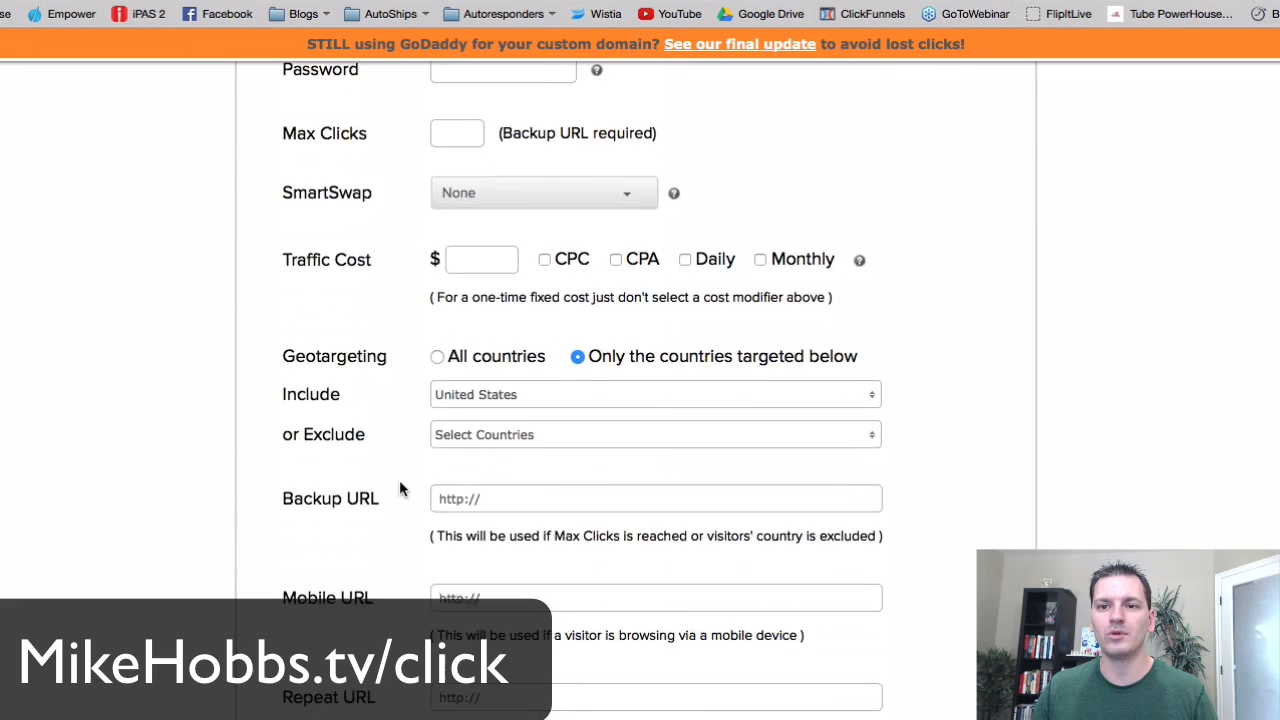 se Empower iPAS 2 Facebook Blogs AutoShips Autoresponders Wistia YouTube Google Drive ClickFunnels GoToWebinar FlipItLive Tube PowerHouse... B
STILL using GoDaddy for your custom domain? See our final update to avoid lost clicks!
Password ?
Max Clicks (Backup URL required)
SmartSwap None ?
Traffic Cost $ CPC CPA Daily Monthly ?
( For a one-time fixed cost just don't select a cost modifier above )
Geotargeting All countries Only the countries targeted below
Include United States
or Exclude Select Countries
Backup URL http://
( This will be used if Max Clicks is reached or visitors' country is excluded )
Mobile URL http://
( This will be used if a visitor is browsing via a mobile device )
MikeHobbs.tv/click
Repeat URL http://